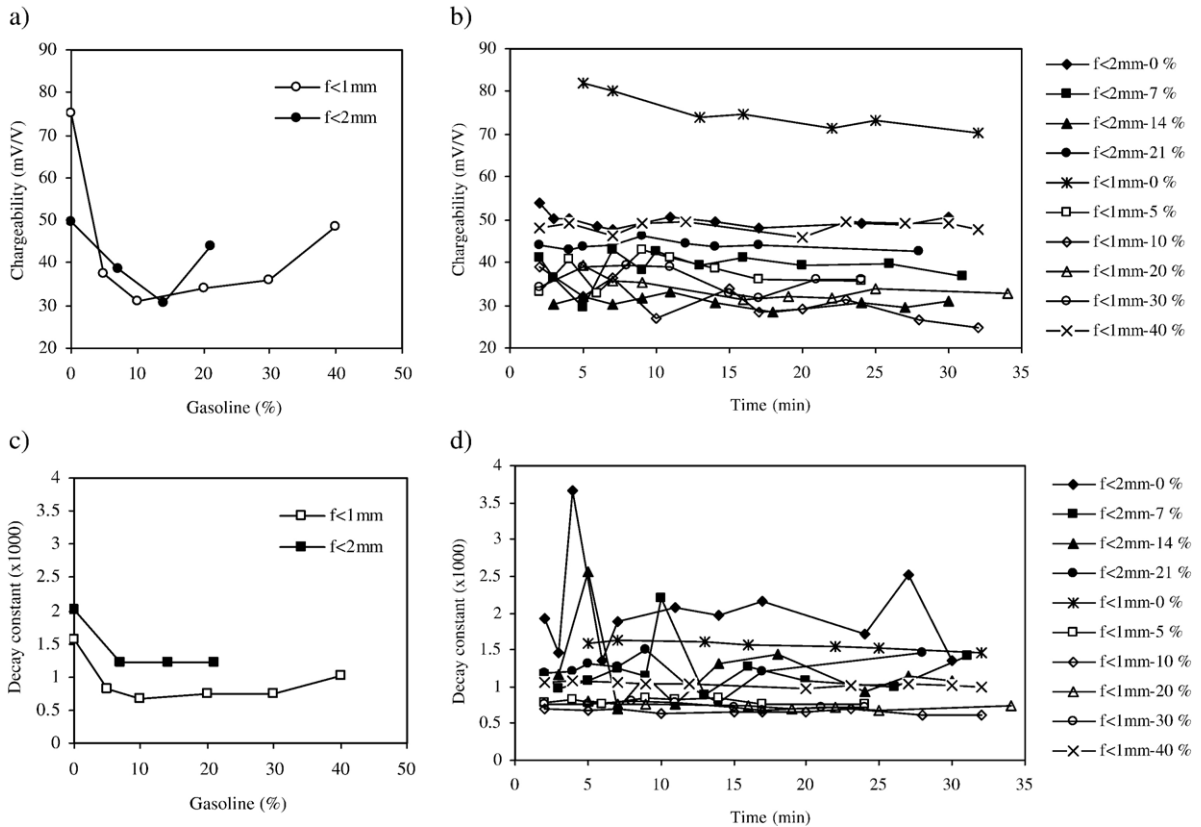 a)
90
80
70
60
50
40
30
20
0
10
20
30
40
50
Chargeability (mV/V)
Gasoline (%)
f<1mm
f<2mm
b)
90
80
70
60
50
40
30
20
0
5
10
15
20
25
30
35
Chargeability (mV/V)
Time (min)
f<2mm-0 %
f<2mm-7 %
f<2mm-14 %
f<2mm-21 %
f<1mm-0 %
f<1mm-5 %
f<1mm-10 %
f<1mm-20 %
f<1mm-30 %
f<1mm-40 %
c)
4
3.5
3
2.5
2
1.5
1
0.5
0
0
10
20
30
40
50
Decay constant (x1000)
Gasoline (%)
f<1mm
f<2mm
d)
4
3.5
3
2.5
2
1.5
1
0.5
0
0
5
10
15
20
25
30
35
Decay constant (x1000)
Time (min)
f<2mm-0 %
f<2mm-7 %
f<2mm-14 %
f<2mm-21 %
f<1mm-0 %
f<1mm-5 %
f<1mm-10 %
f<1mm-20 %
f<1mm-30 %
f<1mm-40 %